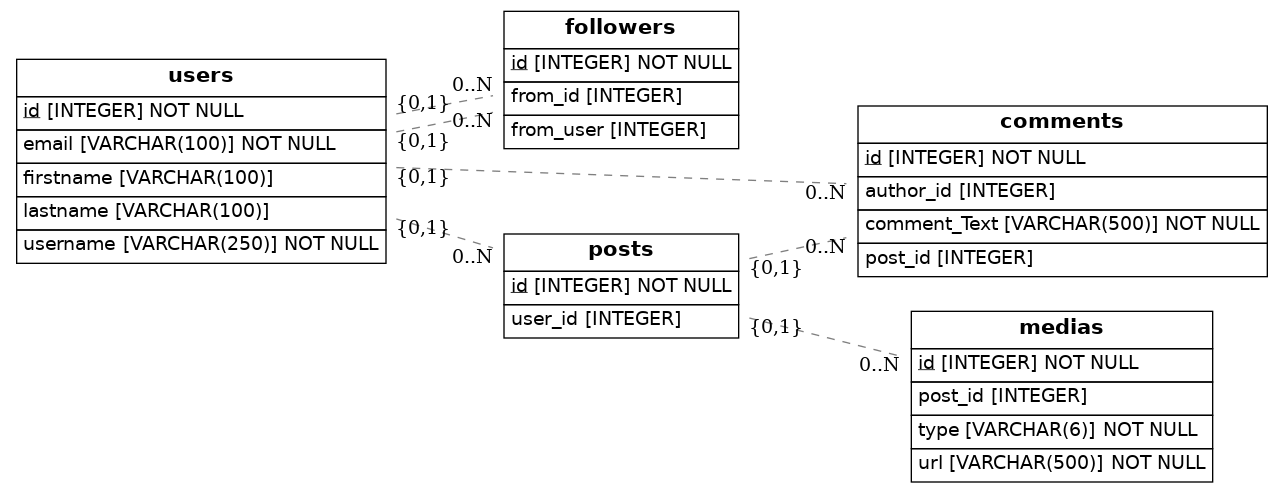 users
id [INTEGER] NOT NULL
email [VARCHAR(100)] NOT NULL
firstname [VARCHAR(100)]
lastname [VARCHAR(100)]
username [VARCHAR(250)] NOT NULL
followers
id [INTEGER] NOT NULL
from_id [INTEGER]
from_user [INTEGER]
0..N
{0,1}
0..N
{0,1}
{0,1}
0..N
{0,1}
0..N
posts
id [INTEGER] NOT NULL
user_id [INTEGER]
comments
id [INTEGER] NOT NULL
author_id [INTEGER]
comment_Text [VARCHAR(500)] NOT NULL
post_id [INTEGER]
0..N
{0,1}
{0,1}
0..N
medias
id [INTEGER] NOT NULL
post_id [INTEGER]
type [VARCHAR(6)] NOT NULL
url [VARCHAR(500)] NOT NULL